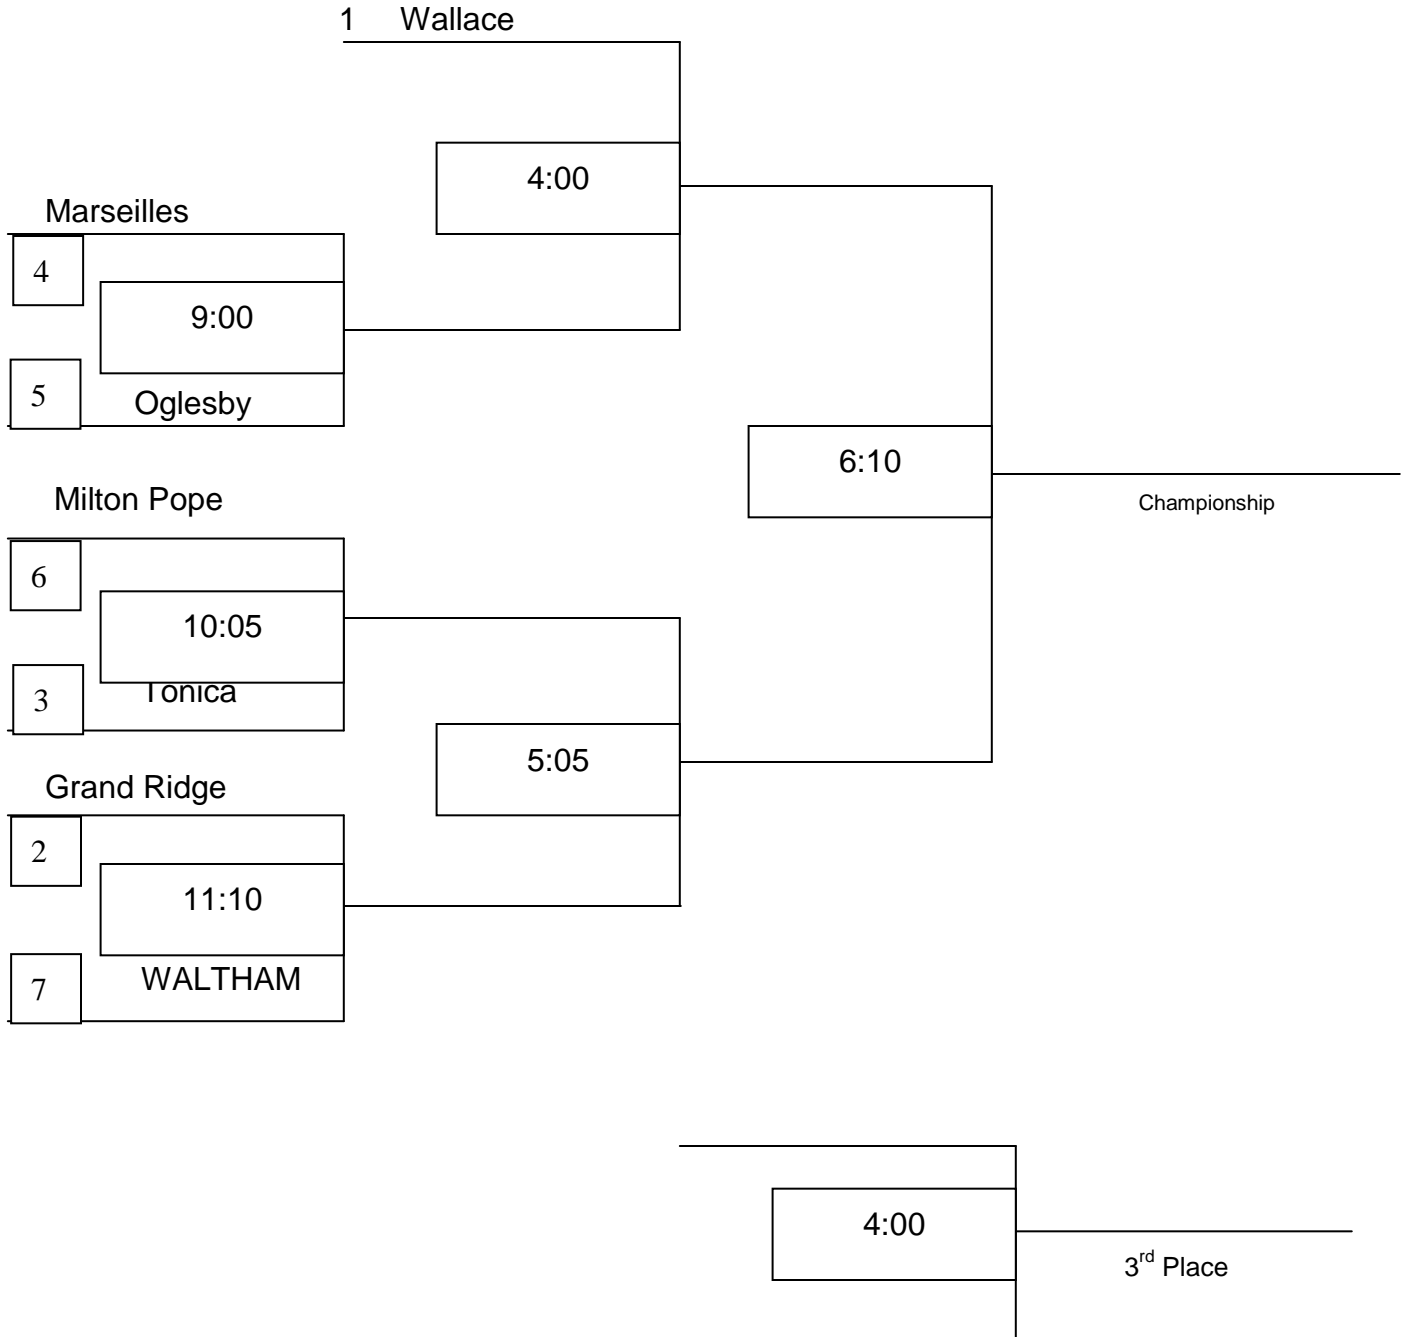 1 Wallace
4:00
Marseilles
4
9:00
5
Oglesby
6:10
Championship
Milton Pope
6
10:05
3
Tonica
5:05
Grand Ridge
2
11:10
7
WALTHAM
4:00
3rd Place